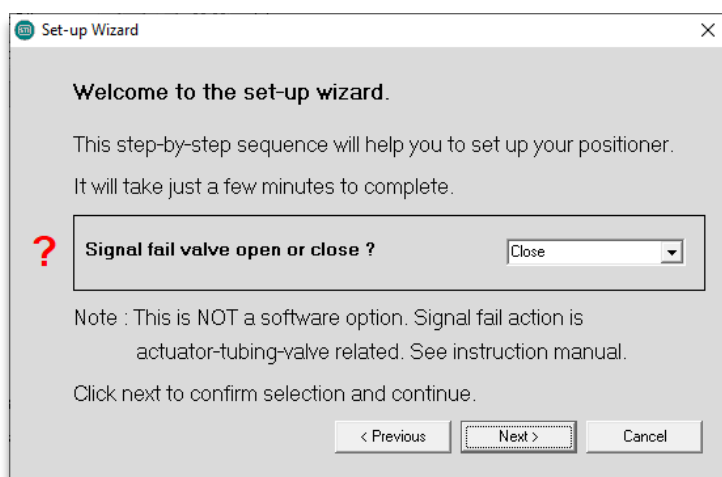 Set-up Wizard
Welcome to the set-up wizard.
This step-by-step sequence will help you to set up your positioner.
It will take just a few minutes to complete.
? Signal fail valve open or close ? Close
Note : This is NOT a software option. Signal fail action is
actuator-tubing-valve related. See instruction manual.
Click next to confirm selection and continue.
< Previous Next > Cancel